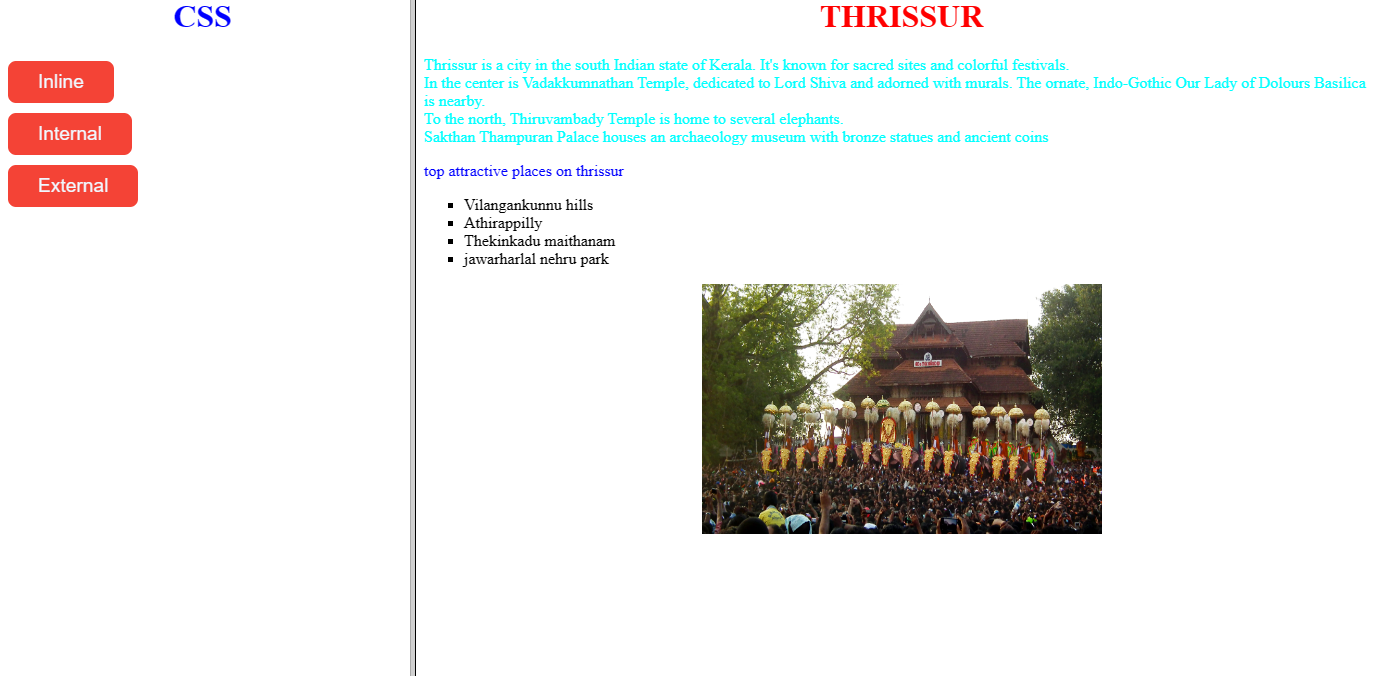 CSS
Inline
Internal
External
THRISSUR
Thrissur is a city in the south Indian state of Kerala. It's known for sacred sites and colorful festivals.
In the center is Vadakkumnathan Temple, dedicated to Lord Shiva and adorned with murals. The ornate, Indo-Gothic Our Lady of Dolours Basilica
is nearby.
To the north, Thiruvambady Temple is home to several elephants.
Sakthan Thampuran Palace houses an archaeology museum with bronze statues and ancient coins
top attractive places on thrissur
Vilangankunnu hills
Athirappilly
Thekinkadu maithanam
jawarharlal nehru park